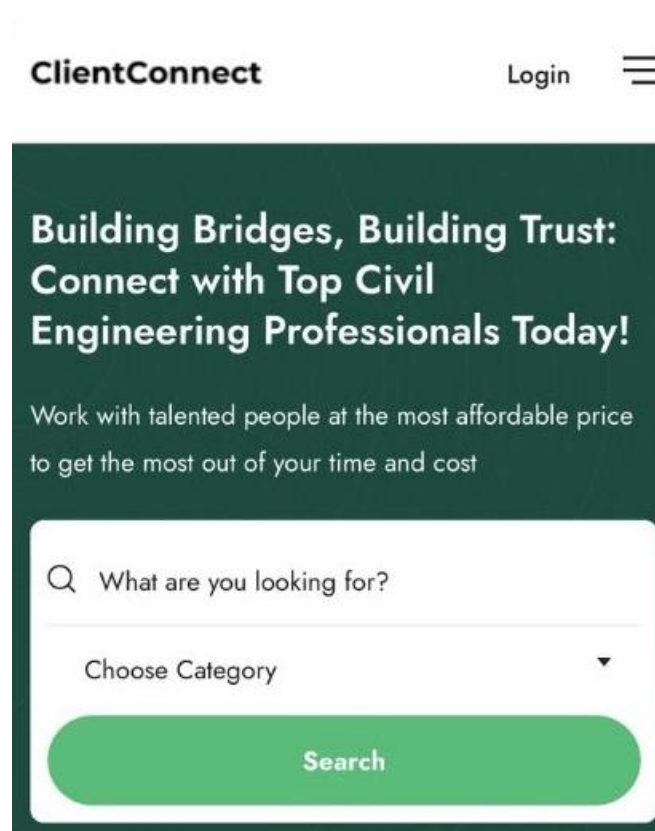 ClientConnect
Login
Building Bridges, Building Trust:
Connect with Top Civil
Engineering Professionals Today!
Work with talented people at the most affordable price
to get the most out of your time and cost
What are you looking for?
Choose Category
Search